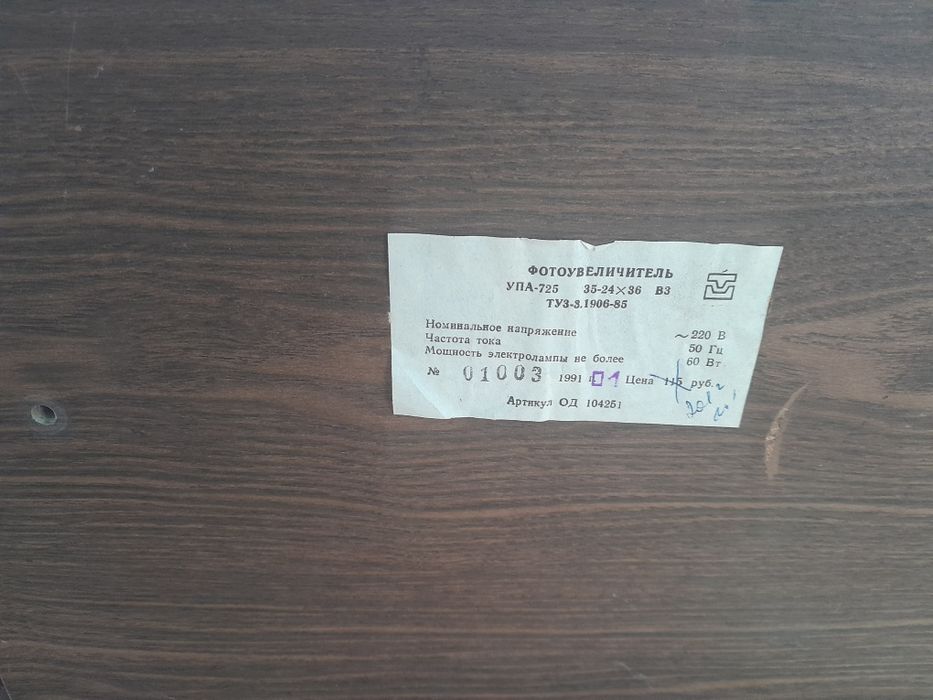 ФОТОУВЕЛИЧИТЕЛЬ
УПА-725 35-24×36 В3
ТУ3-3.1906-85
Номинальное напряжение ~ 220 В
Частота тока 50 Гц
Мощность электролампы не более 60 Вт
№ 01003 1991 г. 01 Цена 115 руб.
Артикул ОД 104251